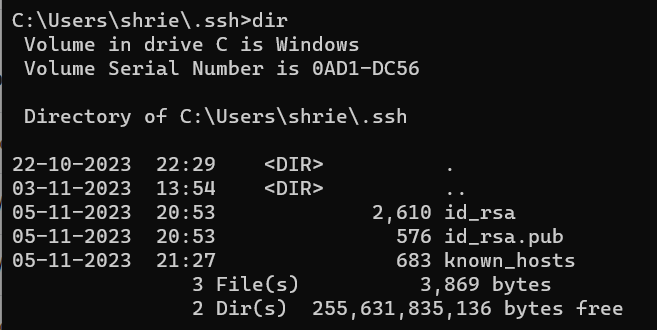 C:\Users\shrie\.ssh>dir
 Volume in drive C is Windows
 Volume Serial Number is 0AD1-DC56

 Directory of C:\Users\shrie\.ssh

22-10-2023  22:29    <DIR>          .
03-11-2023  13:54    <DIR>          ..
05-11-2023  20:53             2,610 id_rsa
05-11-2023  20:53               576 id_rsa.pub
05-11-2023  21:27               683 known_hosts
               3 File(s)          3,869 bytes
               2 Dir(s)  255,631,835,136 bytes free